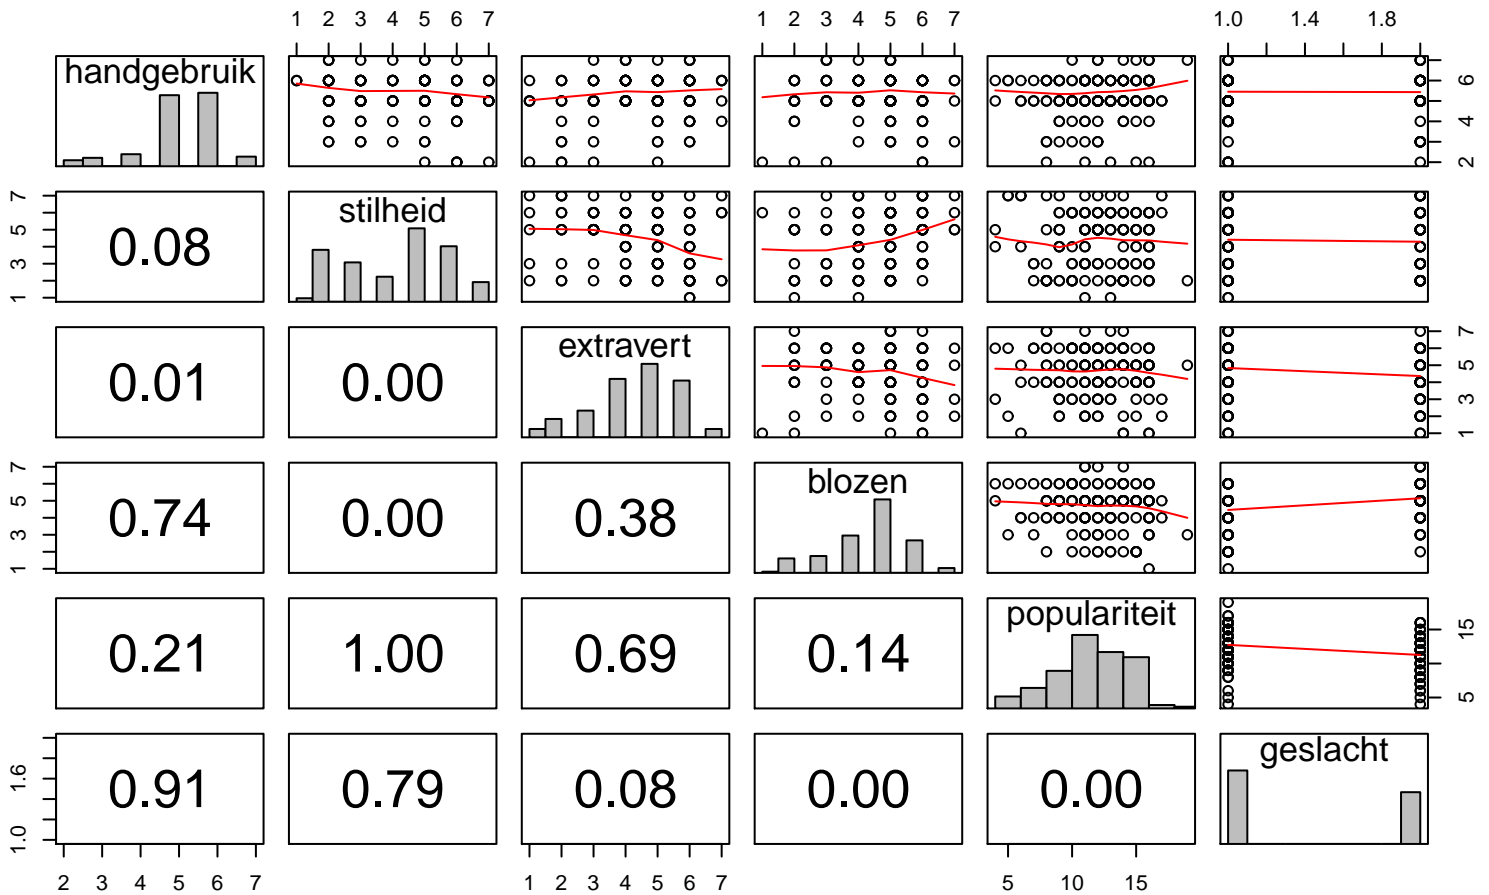 1 2 3 4 5 6 7 1 2 3 4 5 6 7 1.0 1.4 1.8
handgebruik 2 4 6
1 3 5 7 0.08 stilheid
0.01 0.00 extravert 1 3 5 7
1 3 5 7 0.74 0.00 0.38 blozen
0.21 1.00 0.69 0.14 populariteit 5 15
1.0 1.6 0.91 0.79 0.08 0.00 0.00 geslacht
2 3 4 5 6 7 1 2 3 4 5 6 7 5 10 15